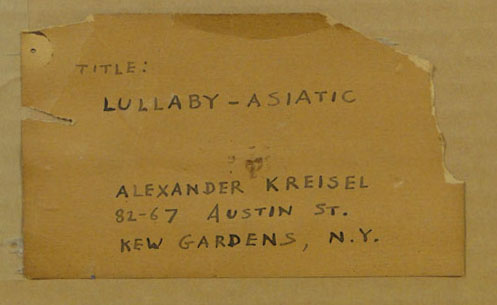 TITLE:
LULLABY - ASIATIC
ALEXANDER KREISEL
82-67 AUSTIN ST.
KEW GARDENS, N.Y.